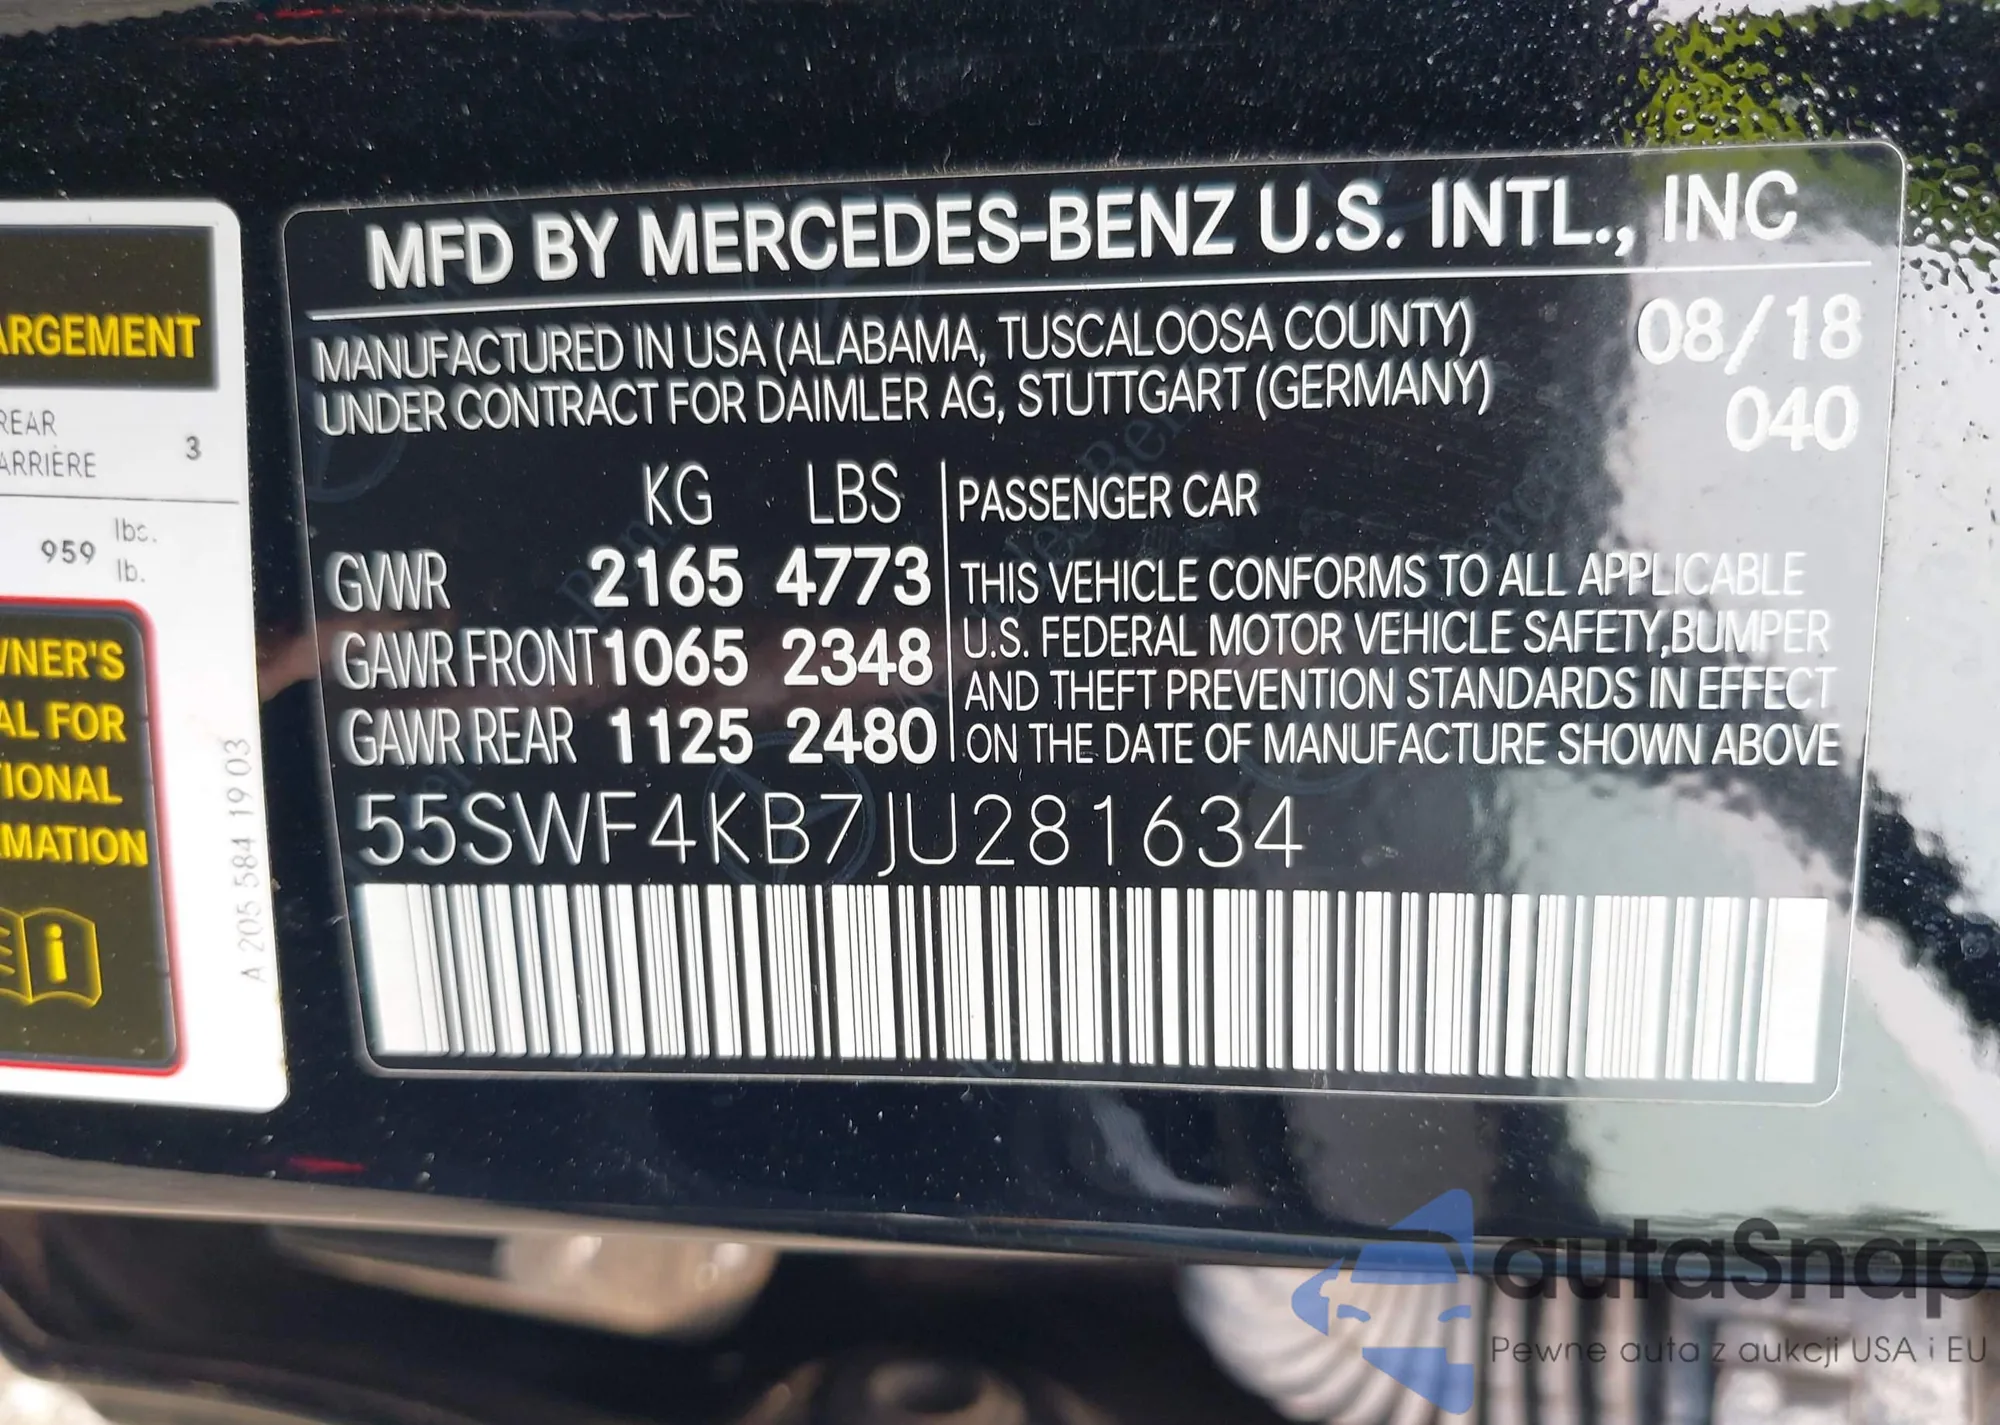 ARGEMENT
REAR
ARRIÈRE 3
959 lbs.
lb.
WNER'S
AL FOR
TIONAL
RMATION
A 205 584 19 03
MFD BY MERCEDES-BENZ U.S. INTL., INC
MANUFACTURED IN USA (ALABAMA, TUSCALOOSA COUNTY) 08/18
UNDER CONTRACT FOR DAIMLER AG, STUTTGART (GERMANY) 040
KG LBS
GVWR 2165 4773
GAWR FRONT 1065 2348
GAWR REAR 1125 2480
PASSENGER CAR
THIS VEHICLE CONFORMS TO ALL APPLICABLE
U.S. FEDERAL MOTOR VEHICLE SAFETY,BUMPER
AND THEFT PREVENTION STANDARDS IN EFFECT
ON THE DATE OF MANUFACTURE SHOWN ABOVE
55SWF4KB7JU281634
autaSnap
Pewne auta z aukcji USA i EU